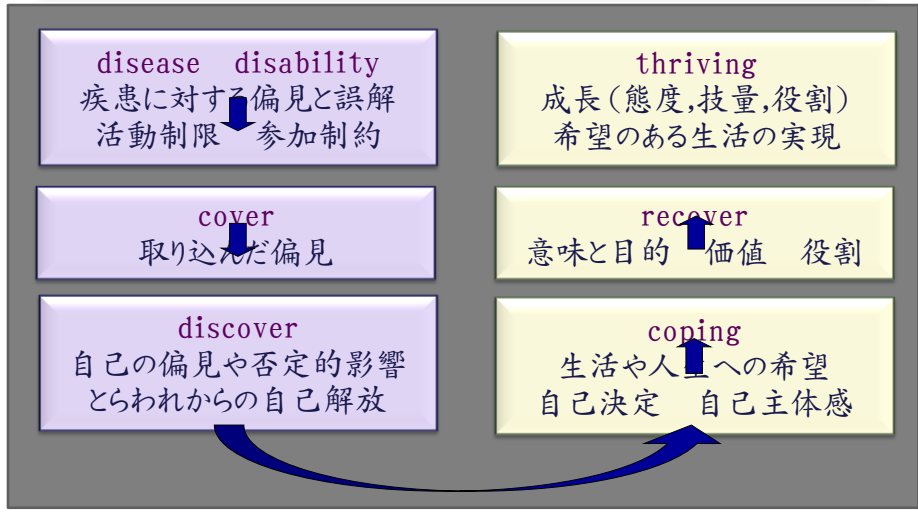 disease　disability
疾患に対する偏見と誤解
活動制限　参加制約
cover
取り込んだ偏見
discover
自己の偏見や否定的影響
とらわれからの自己解放
thriving
成長(態度,技量,役割)
希望のある生活の実現
recover
意味と目的　価値　役割
coping
生活や人生への希望
自己決定　自己主体感